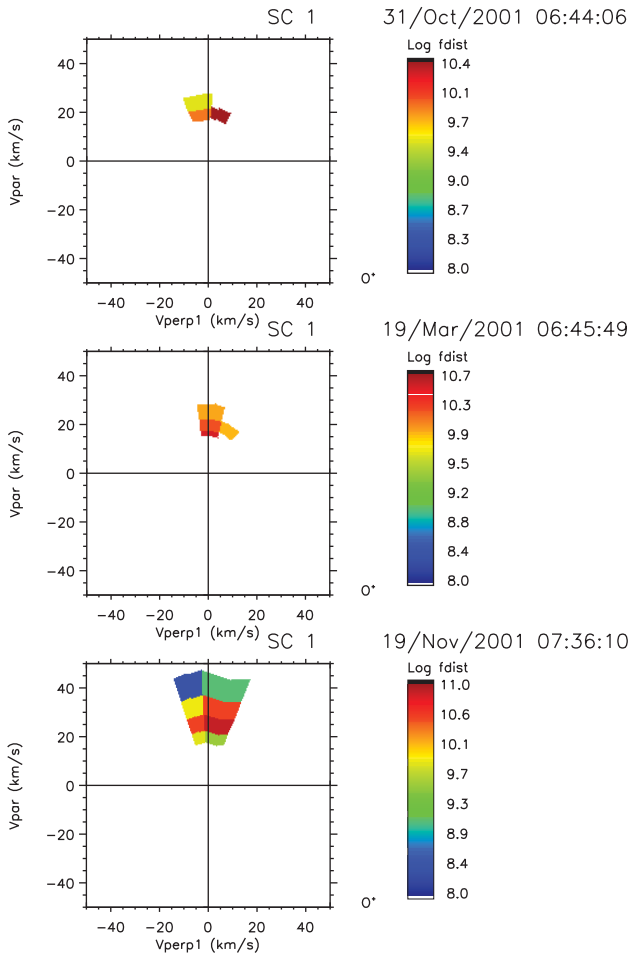 SC 1 31/Oct/2001 06:44:06
Log fdist
40
20
0
−20
−40
Vpar (km/s)
−40 −20 0 20 40
Vperp1 (km/s)
10.4
10.1
9.7
9.4
9.0
8.7
8.3
8.0
O⁺
SC 1 19/Mar/2001 06:45:49
Log fdist
40
20
0
−20
−40
Vpar (km/s)
−40 −20 0 20 40
Vperp1 (km/s)
10.7
10.3
9.9
9.5
9.2
8.8
8.4
8.0
O⁺
SC 1 19/Nov/2001 07:36:10
Log fdist
40
20
0
−20
−40
Vpar (km/s)
−40 −20 0 20 40
Vperp1 (km/s)
11.0
10.6
10.1
9.7
9.3
8.9
8.4
8.0
O⁺